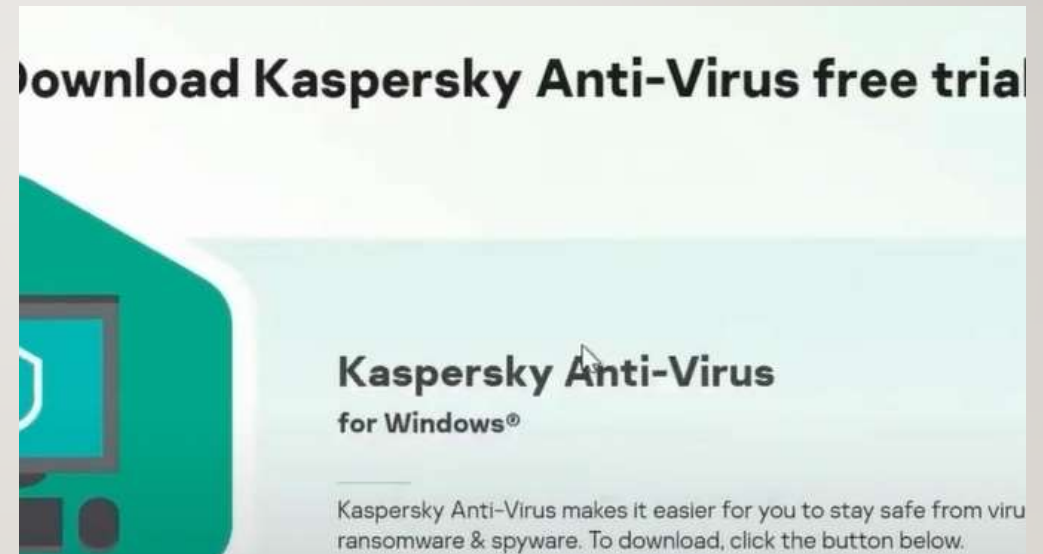 Download Kaspersky Anti-Virus free trial
Kaspersky Anti-Virus
for Windows®
Kaspersky Anti-Virus makes it easier for you to stay safe from viru
ransomware & spyware. To download, click the button below.